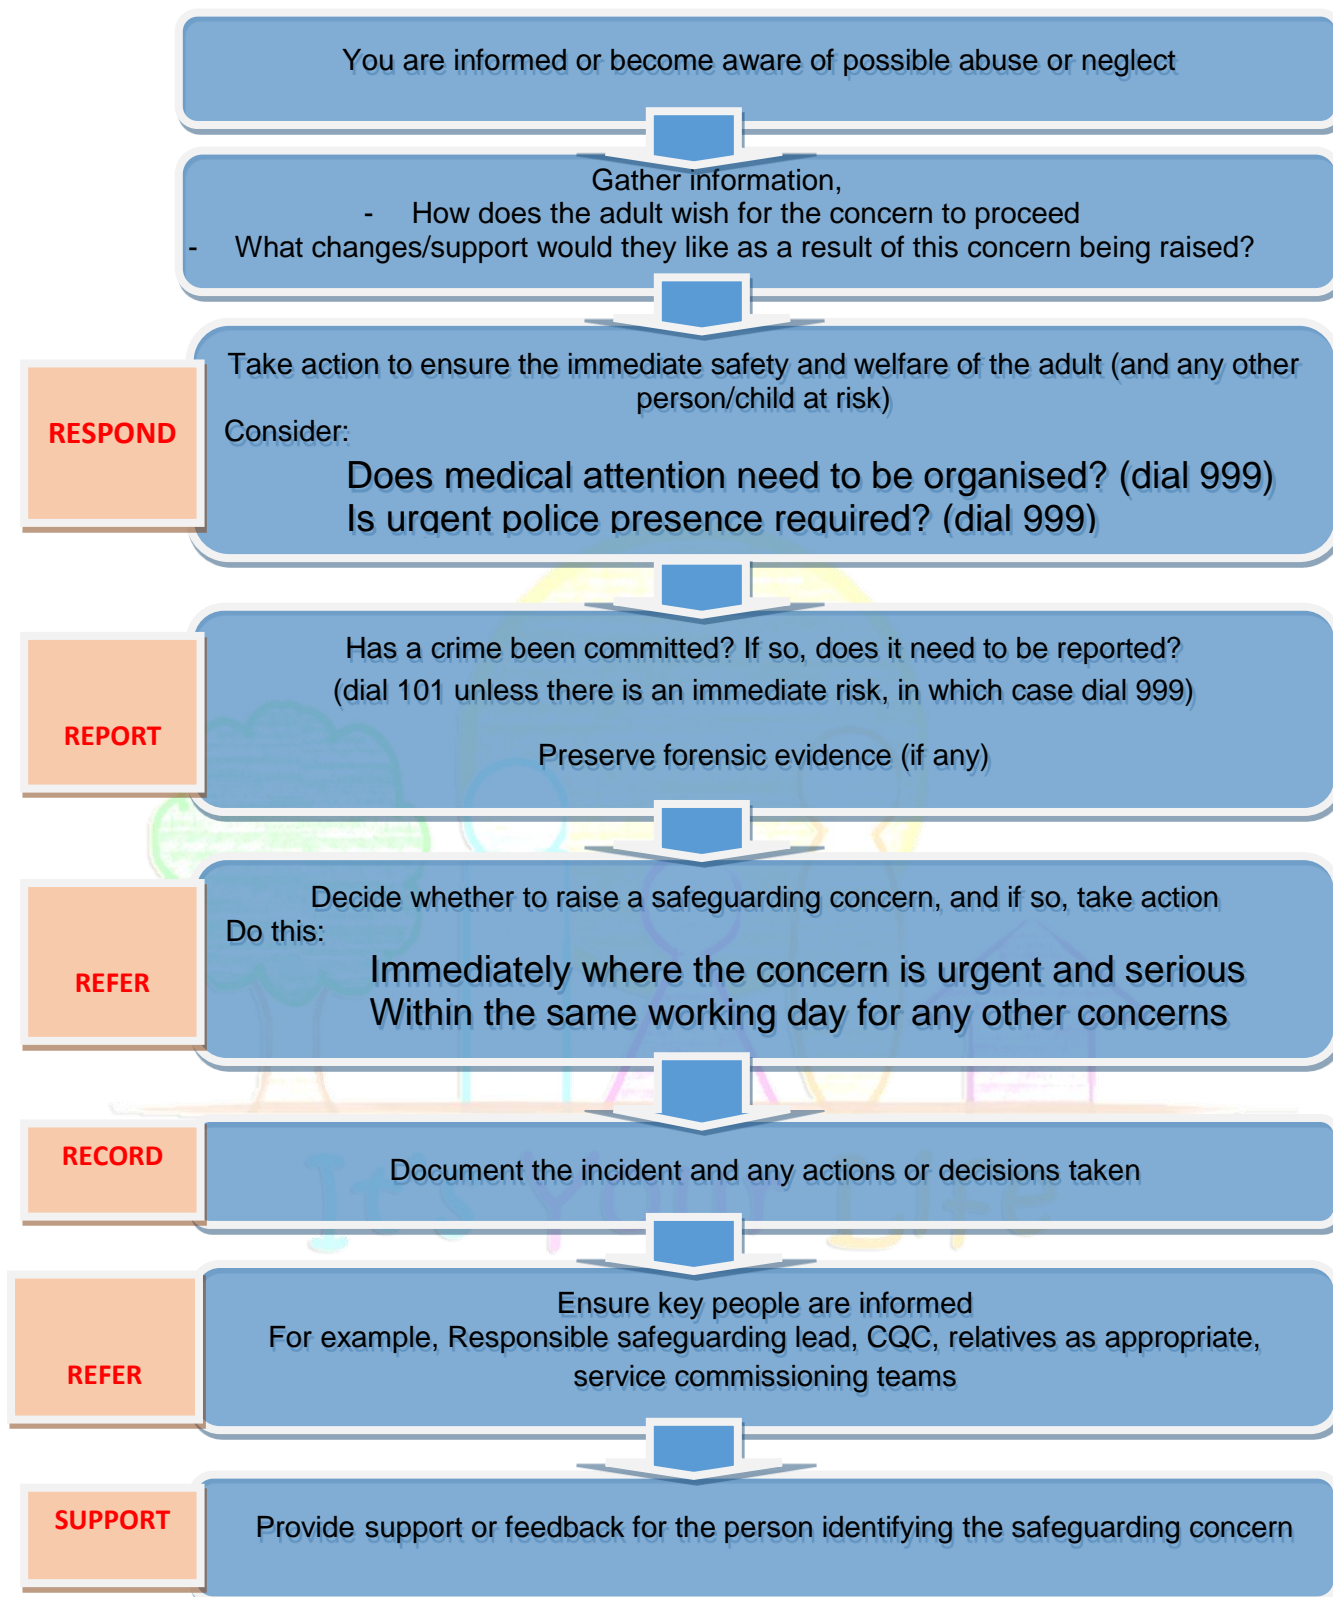 You are informed or become aware of possible abuse or neglect
Gather information,
- How does the adult wish for the concern to proceed
- What changes/support would they like as a result of this concern being raised?
RESPOND
Take action to ensure the immediate safety and welfare of the adult (and any other
person/child at risk)
Consider:
Does medical attention need to be organised? (dial 999)
Is urgent police presence required? (dial 999)
REPORT
Has a crime been committed? If so, does it need to be reported?
(dial 101 unless there is an immediate risk, in which case dial 999)
Preserve forensic evidence (if any)
REFER
Decide whether to raise a safeguarding concern, and if so, take action
Do this:
Immediately where the concern is urgent and serious
Within the same working day for any other concerns
RECORD
Document the incident and any actions or decisions taken
It's Your Life
REFER
Ensure key people are informed
For example, Responsible safeguarding lead, CQC, relatives as appropriate,
service commissioning teams
SUPPORT
Provide support or feedback for the person identifying the safeguarding concern